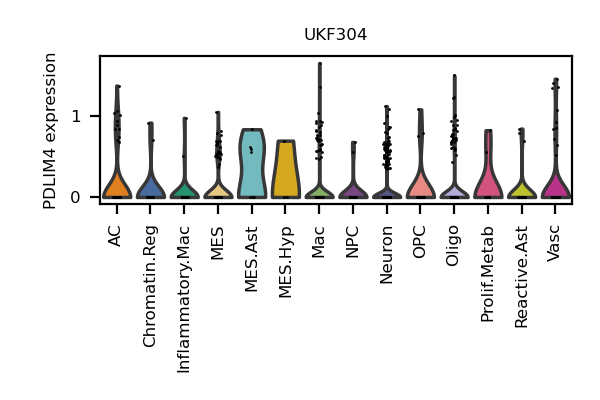 UKF304
PDLIM4 expression
1
0
AC
Chromatin.Reg
Inflammatory.Mac
MES
MES.Ast
MES.Hyp
Mac
NPC
Neuron
OPC
Oligo
Prolif.Metab
Reactive.Ast
Vasc